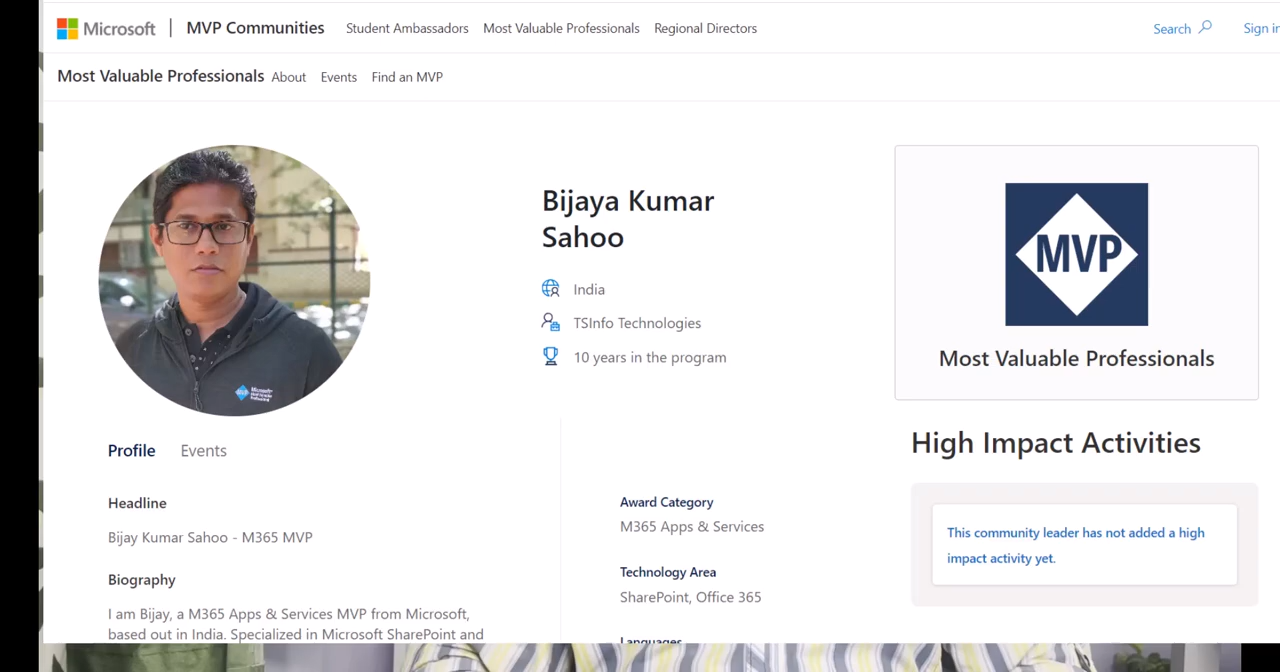 Microsoft | MVP Communities Student Ambassadors Most Valuable Professionals Regional Directors Search Sign in
Most Valuable Professionals About Events Find an MVP
Bijaya Kumar
Sahoo
India
TSInfo Technologies
10 years in the program
MVP
Most Valuable Professionals
MVP Microsoft
Profile Events
Headline
Bijay Kumar Sahoo - M365 MVP
Biography
I am Bijay, a M365 Apps & Services MVP from Microsoft,
based out in India. Specialized in Microsoft SharePoint and
Award Category
M365 Apps & Services
Technology Area
SharePoint, Office 365
Languages
High Impact Activities
This community leader has not added a high
impact activity yet.